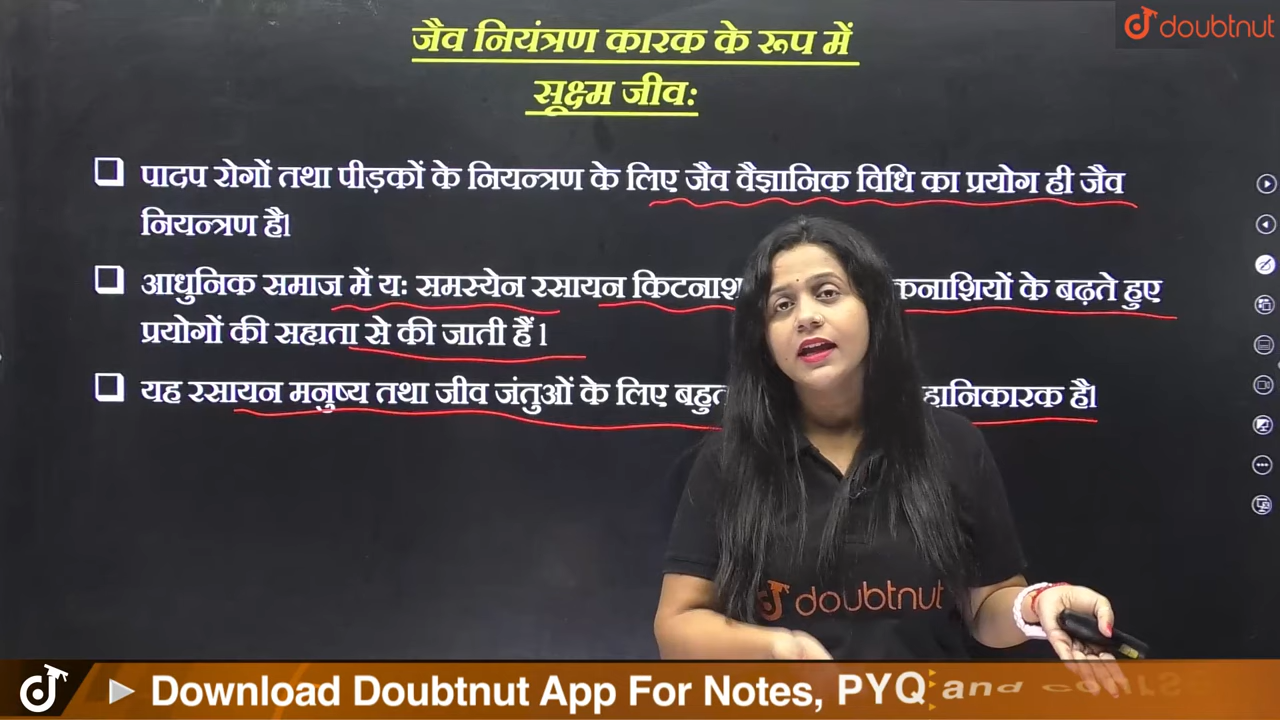 doubtnut
जैव नियंत्रण कारक के रूप में
सूक्ष्म जीव:
पादप रोगों तथा पीड़कों के नियन्त्रण के लिए जैव वैज्ञानिक विधि का प्रयोग ही जैव
नियन्त्रण है।
आधुनिक समाज में यः समस्येन रसायन किटनाश कनाशियों के बढ़ते हुए
प्रयोगों की सह्यता से की जाती हैं ।
यह रसायन मनुष्य तथा जीव जंतुओं के लिए बहुत हानिकारक है।
doubtnut
Download Doubtnut App For Notes, PYQ and